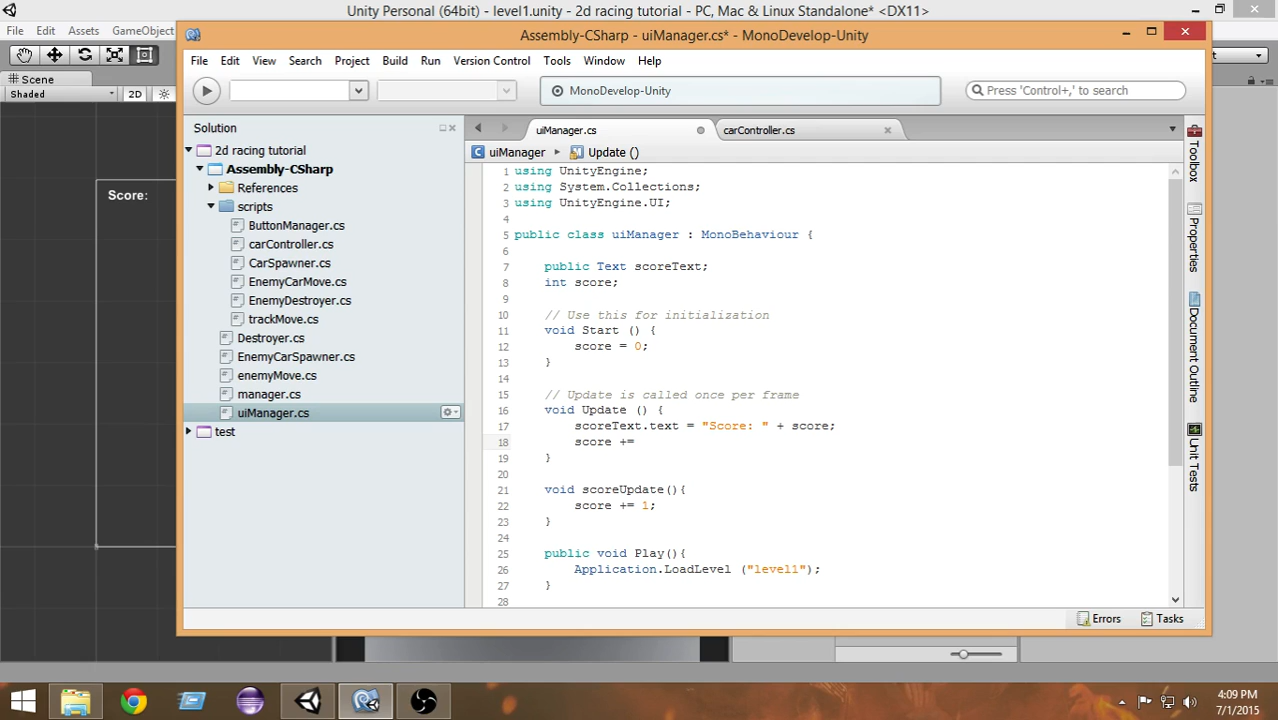 Unity Personal (64bit) - level1.unity - 2d racing tutorial - PC, Mac & Linux Standalone* <DX11>
File Edit Assets GameObject
Scene
Shaded 2D
Score:
Assembly-CSharp - uiManager.cs* - MonoDevelop-Unity
File Edit View Search Project Build Run Version Control Tools Window Help
MonoDevelop-Unity
Press 'Control+,' to search
Solution
2d racing tutorial
Assembly-CSharp
References
scripts
ButtonManager.cs
carController.cs
CarSpawner.cs
EnemyCarMove.cs
EnemyDestroyer.cs
trackMove.cs
Destroyer.cs
EnemyCarSpawner.cs
enemyMove.cs
manager.cs
uiManager.cs
test
uiManager.cs carController.cs
uiManager Update ()
1 using UnityEngine;
2 using System.Collections;
3 using UnityEngine.UI;
4
5 public class uiManager : MonoBehaviour {
6
7 public Text scoreText;
8 int score;
9
10 // Use this for initialization
11 void Start () {
12 score = 0;
13 }
14
15 // Update is called once per frame
16 void Update () {
17 scoreText.text = "Score: " + score;
18 score +=
19 }
20
21 void scoreUpdate(){
22 score += 1;
23 }
24
25 public void Play(){
26 Application.LoadLevel ("level1");
27 }
28
Toolbox
Properties
Document Outline
Unit Tests
Errors Tasks
4:09 PM
7/1/2015